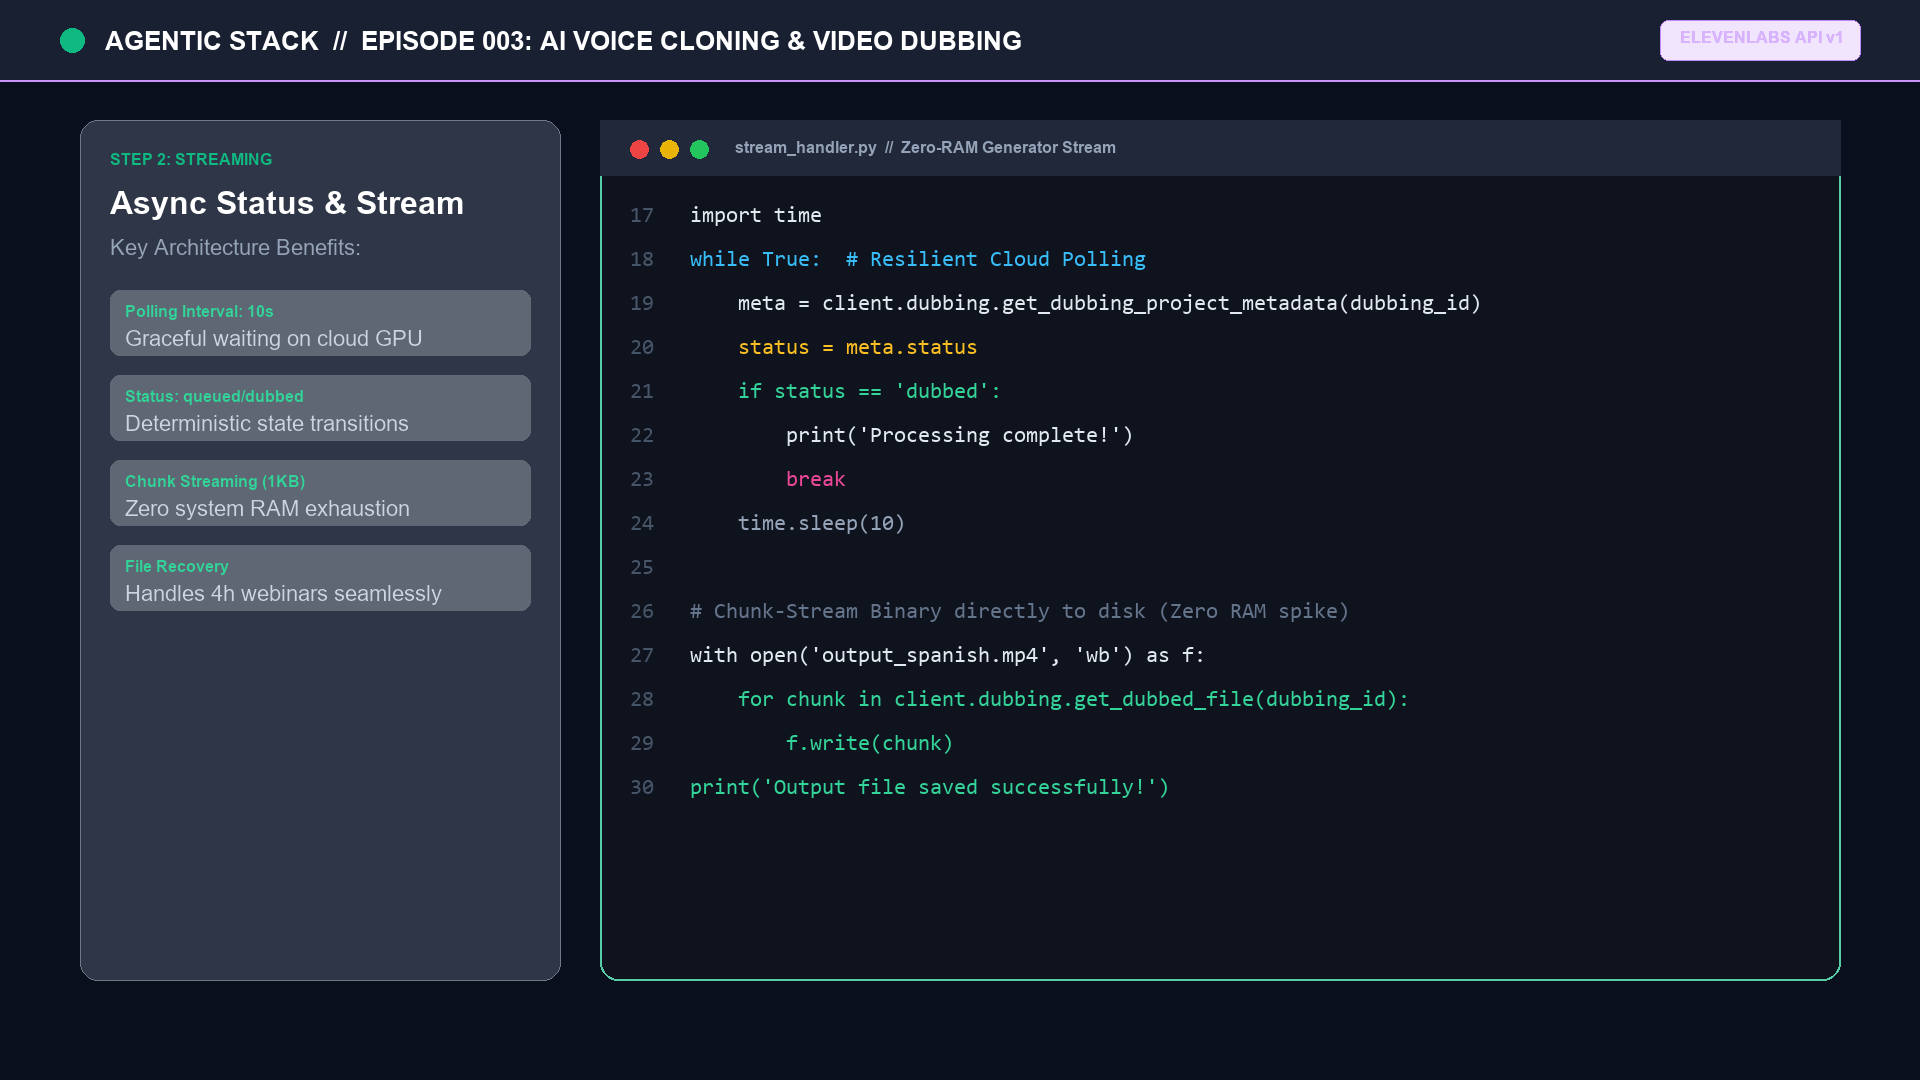 AGENTIC STACK // EPISODE 003: AI VOICE CLONING & VIDEO DUBBING
ELEVENLABS API v1
STEP 2: STREAMING
Async Status & Stream
Key Architecture Benefits:
Polling Interval: 10s
Graceful waiting on cloud GPU
Status: queued/dubbed
Deterministic state transitions
Chunk Streaming (1KB)
Zero system RAM exhaustion
File Recovery
Handles 4h webinars seamlessly
stream_handler.py // Zero-RAM Generator Stream
17 import time
18 while True:  # Resilient Cloud Polling
19     meta = client.dubbing.get_dubbing_project_metadata(dubbing_id)
20     status = meta.status
21     if status == 'dubbed':
22         print('Processing complete!')
23         break
24     time.sleep(10)
25
26 # Chunk-Stream Binary directly to disk (Zero RAM spike)
27 with open('output_spanish.mp4', 'wb') as f:
28     for chunk in client.dubbing.get_dubbed_file(dubbing_id):
29         f.write(chunk)
30 print('Output file saved successfully!')